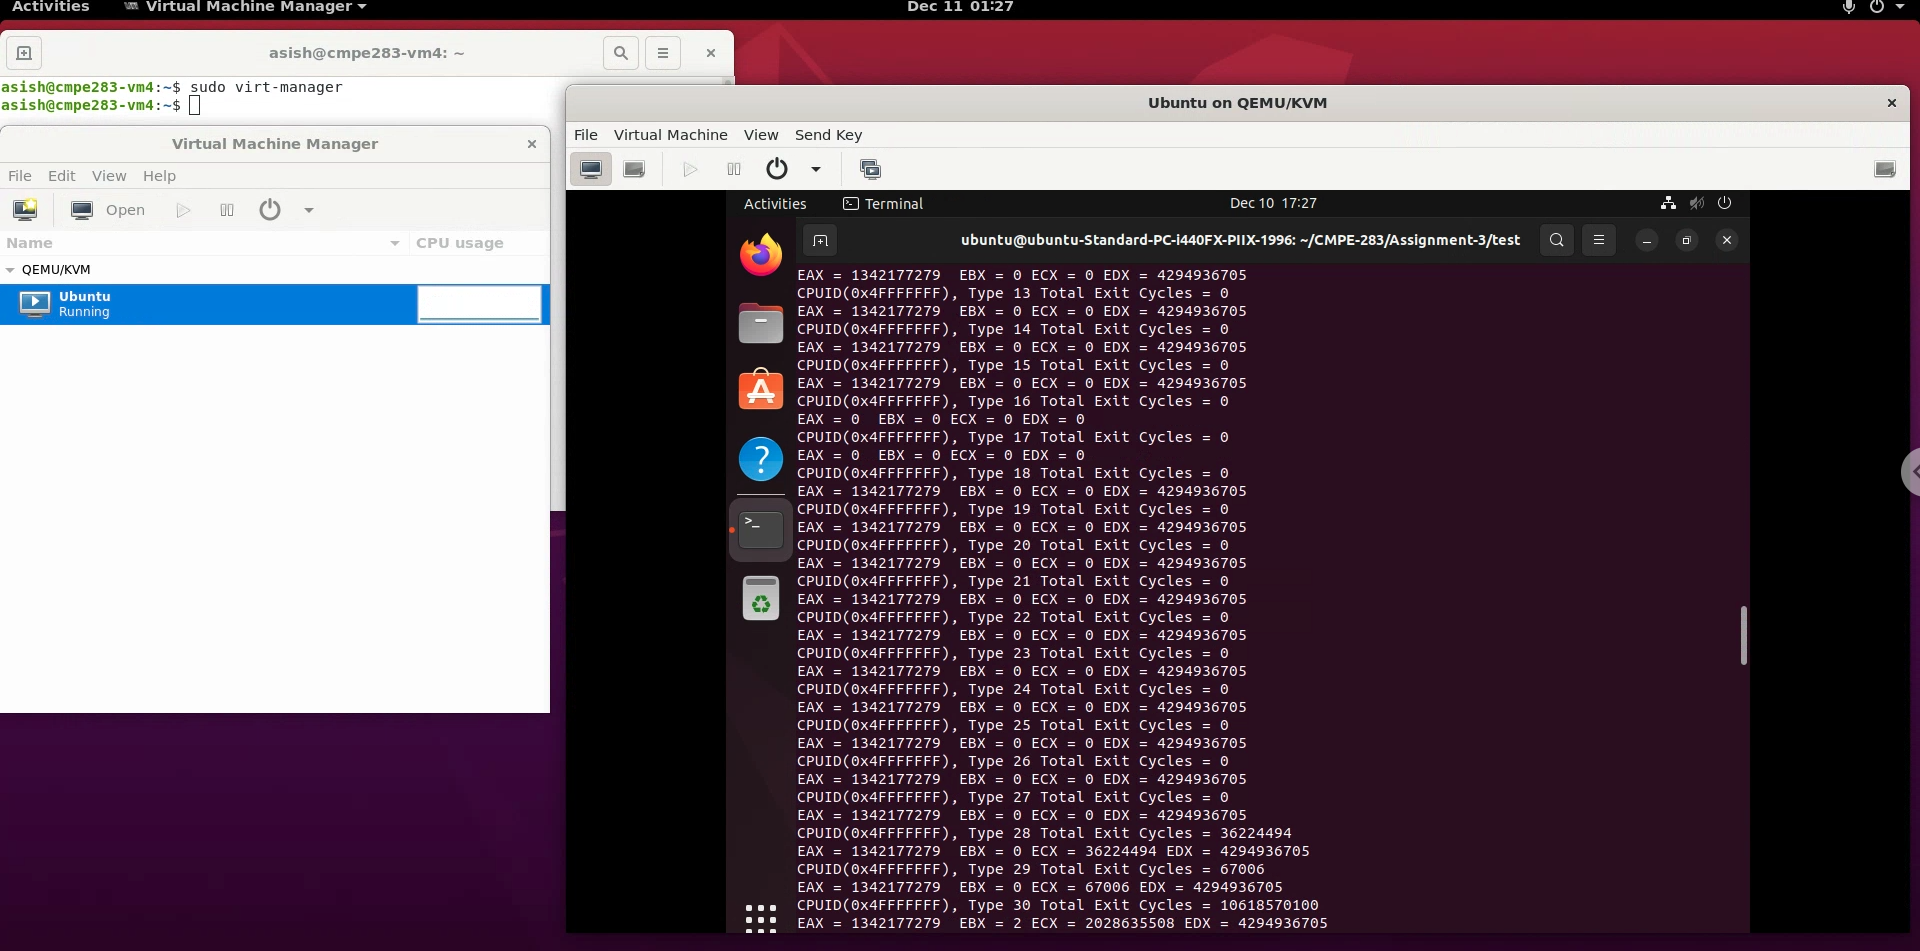 Activities Virtual Machine Manager Dec 11 01:27
asish@cmpe283-vm4: ~
asish@cmpe283-vm4:~$ sudo virt-manager
asish@cmpe283-vm4:~$
Virtual Machine Manager
File Edit View Help
Open
Name CPU usage
QEMU/KVM
Ubuntu
Running
Ubuntu on QEMU/KVM
File Virtual Machine View Send Key
Activities Terminal Dec 10 17:27
ubuntu@ubuntu-Standard-PC-i440FX-PIIX-1996: ~/CMPE-283/Assignment-3/test
EAX = 1342177279 EBX = 0 ECX = 0 EDX = 4294936705
CPUID(0x4FFFFFFF), Type 13 Total Exit Cycles = 0
EAX = 1342177279 EBX = 0 ECX = 0 EDX = 4294936705
CPUID(0x4FFFFFFF), Type 14 Total Exit Cycles = 0
EAX = 1342177279 EBX = 0 ECX = 0 EDX = 4294936705
CPUID(0x4FFFFFFF), Type 15 Total Exit Cycles = 0
EAX = 1342177279 EBX = 0 ECX = 0 EDX = 4294936705
CPUID(0x4FFFFFFF), Type 16 Total Exit Cycles = 0
EAX = 0 EBX = 0 ECX = 0 EDX = 0
CPUID(0x4FFFFFFF), Type 17 Total Exit Cycles = 0
EAX = 0 EBX = 0 ECX = 0 EDX = 0
CPUID(0x4FFFFFFF), Type 18 Total Exit Cycles = 0
EAX = 1342177279 EBX = 0 ECX = 0 EDX = 4294936705
CPUID(0x4FFFFFFF), Type 19 Total Exit Cycles = 0
EAX = 1342177279 EBX = 0 ECX = 0 EDX = 4294936705
CPUID(0x4FFFFFFF), Type 20 Total Exit Cycles = 0
EAX = 1342177279 EBX = 0 ECX = 0 EDX = 4294936705
CPUID(0x4FFFFFFF), Type 21 Total Exit Cycles = 0
EAX = 1342177279 EBX = 0 ECX = 0 EDX = 4294936705
CPUID(0x4FFFFFFF), Type 22 Total Exit Cycles = 0
EAX = 1342177279 EBX = 0 ECX = 0 EDX = 4294936705
CPUID(0x4FFFFFFF), Type 23 Total Exit Cycles = 0
EAX = 1342177279 EBX = 0 ECX = 0 EDX = 4294936705
CPUID(0x4FFFFFFF), Type 24 Total Exit Cycles = 0
EAX = 1342177279 EBX = 0 ECX = 0 EDX = 4294936705
CPUID(0x4FFFFFFF), Type 25 Total Exit Cycles = 0
EAX = 1342177279 EBX = 0 ECX = 0 EDX = 4294936705
CPUID(0x4FFFFFFF), Type 26 Total Exit Cycles = 0
EAX = 1342177279 EBX = 0 ECX = 0 EDX = 4294936705
CPUID(0x4FFFFFFF), Type 27 Total Exit Cycles = 0
EAX = 1342177279 EBX = 0 ECX = 0 EDX = 4294936705
CPUID(0x4FFFFFFF), Type 28 Total Exit Cycles = 36224494
EAX = 1342177279 EBX = 0 ECX = 36224494 EDX = 4294936705
CPUID(0x4FFFFFFF), Type 29 Total Exit Cycles = 67006
EAX = 1342177279 EBX = 0 ECX = 67006 EDX = 4294936705
CPUID(0x4FFFFFFF), Type 30 Total Exit Cycles = 10618570100
EAX = 1342177279 EBX = 2 ECX = 2028635508 EDX = 4294936705